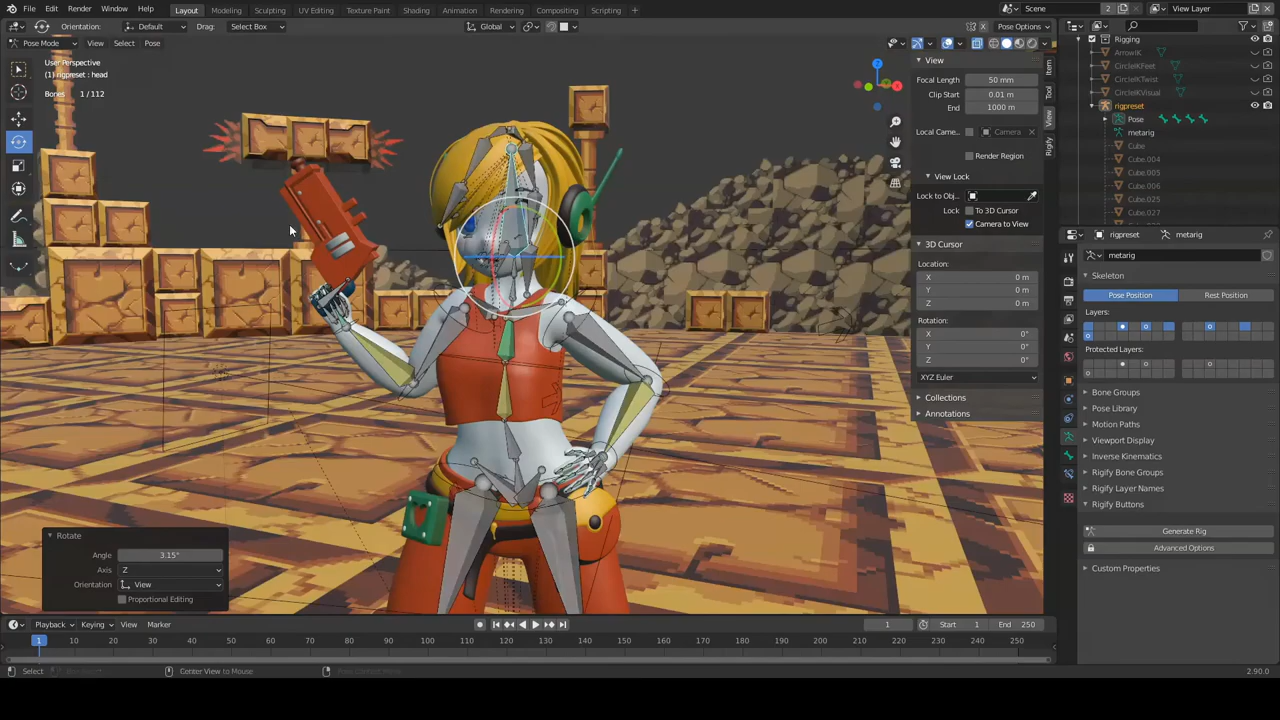 File Edit Render Window Help Layout Modeling Sculpting UV Editing Texture Paint Shading Animation Rendering Compositing Scripting + Scene 2 View Layer
Orientation: Default Drag: Select Box Global Pose Options
Pose Mode View Select Pose
User Perspective
(1) rigpreset : head
Bones 1 / 112
View
Focal Length 50 mm
Clip Start 0.01 m
End 1000 m
Local Came... Camera
Render Region
View Lock
Lock to Obj...
Lock To 3D Cursor
Camera to View
3D Cursor
Location:
X 0 m
Y 0 m
Z 0 m
Rotation:
X 0°
Y 0°
Z 0°
XYZ Euler
Collections
Annotations
Item
Tool
View
Rigify
Rigging
ArrowIK
CircleIKFeet
CircleIKTwist
CircleIKVisual
rigpreset
Pose
metarig
Cube
Cube.004
Cube.005
Cube.006
Cube.025
Cube.027
rigpreset metarig
metarig
Skeleton
Pose Position Rest Position
Layers:
Protected Layers:
Bone Groups
Pose Library
Motion Paths
Viewport Display
Inverse Kinematics
Rigify Bone Groups
Rigify Layer Names
Rigify Buttons
Generate Rig
Advanced Options
Custom Properties
Rotate
Angle 3.15°
Axis Z
Orientation View
Proportional Editing
Playback Keying View Marker 1 Start 1 End 250
1 10 20 30 40 50 60 70 80 90 100 110 120 130 140 150 160 170 180 190 200 210 220 230 240 250
Select Center View to Mouse 2.90.0